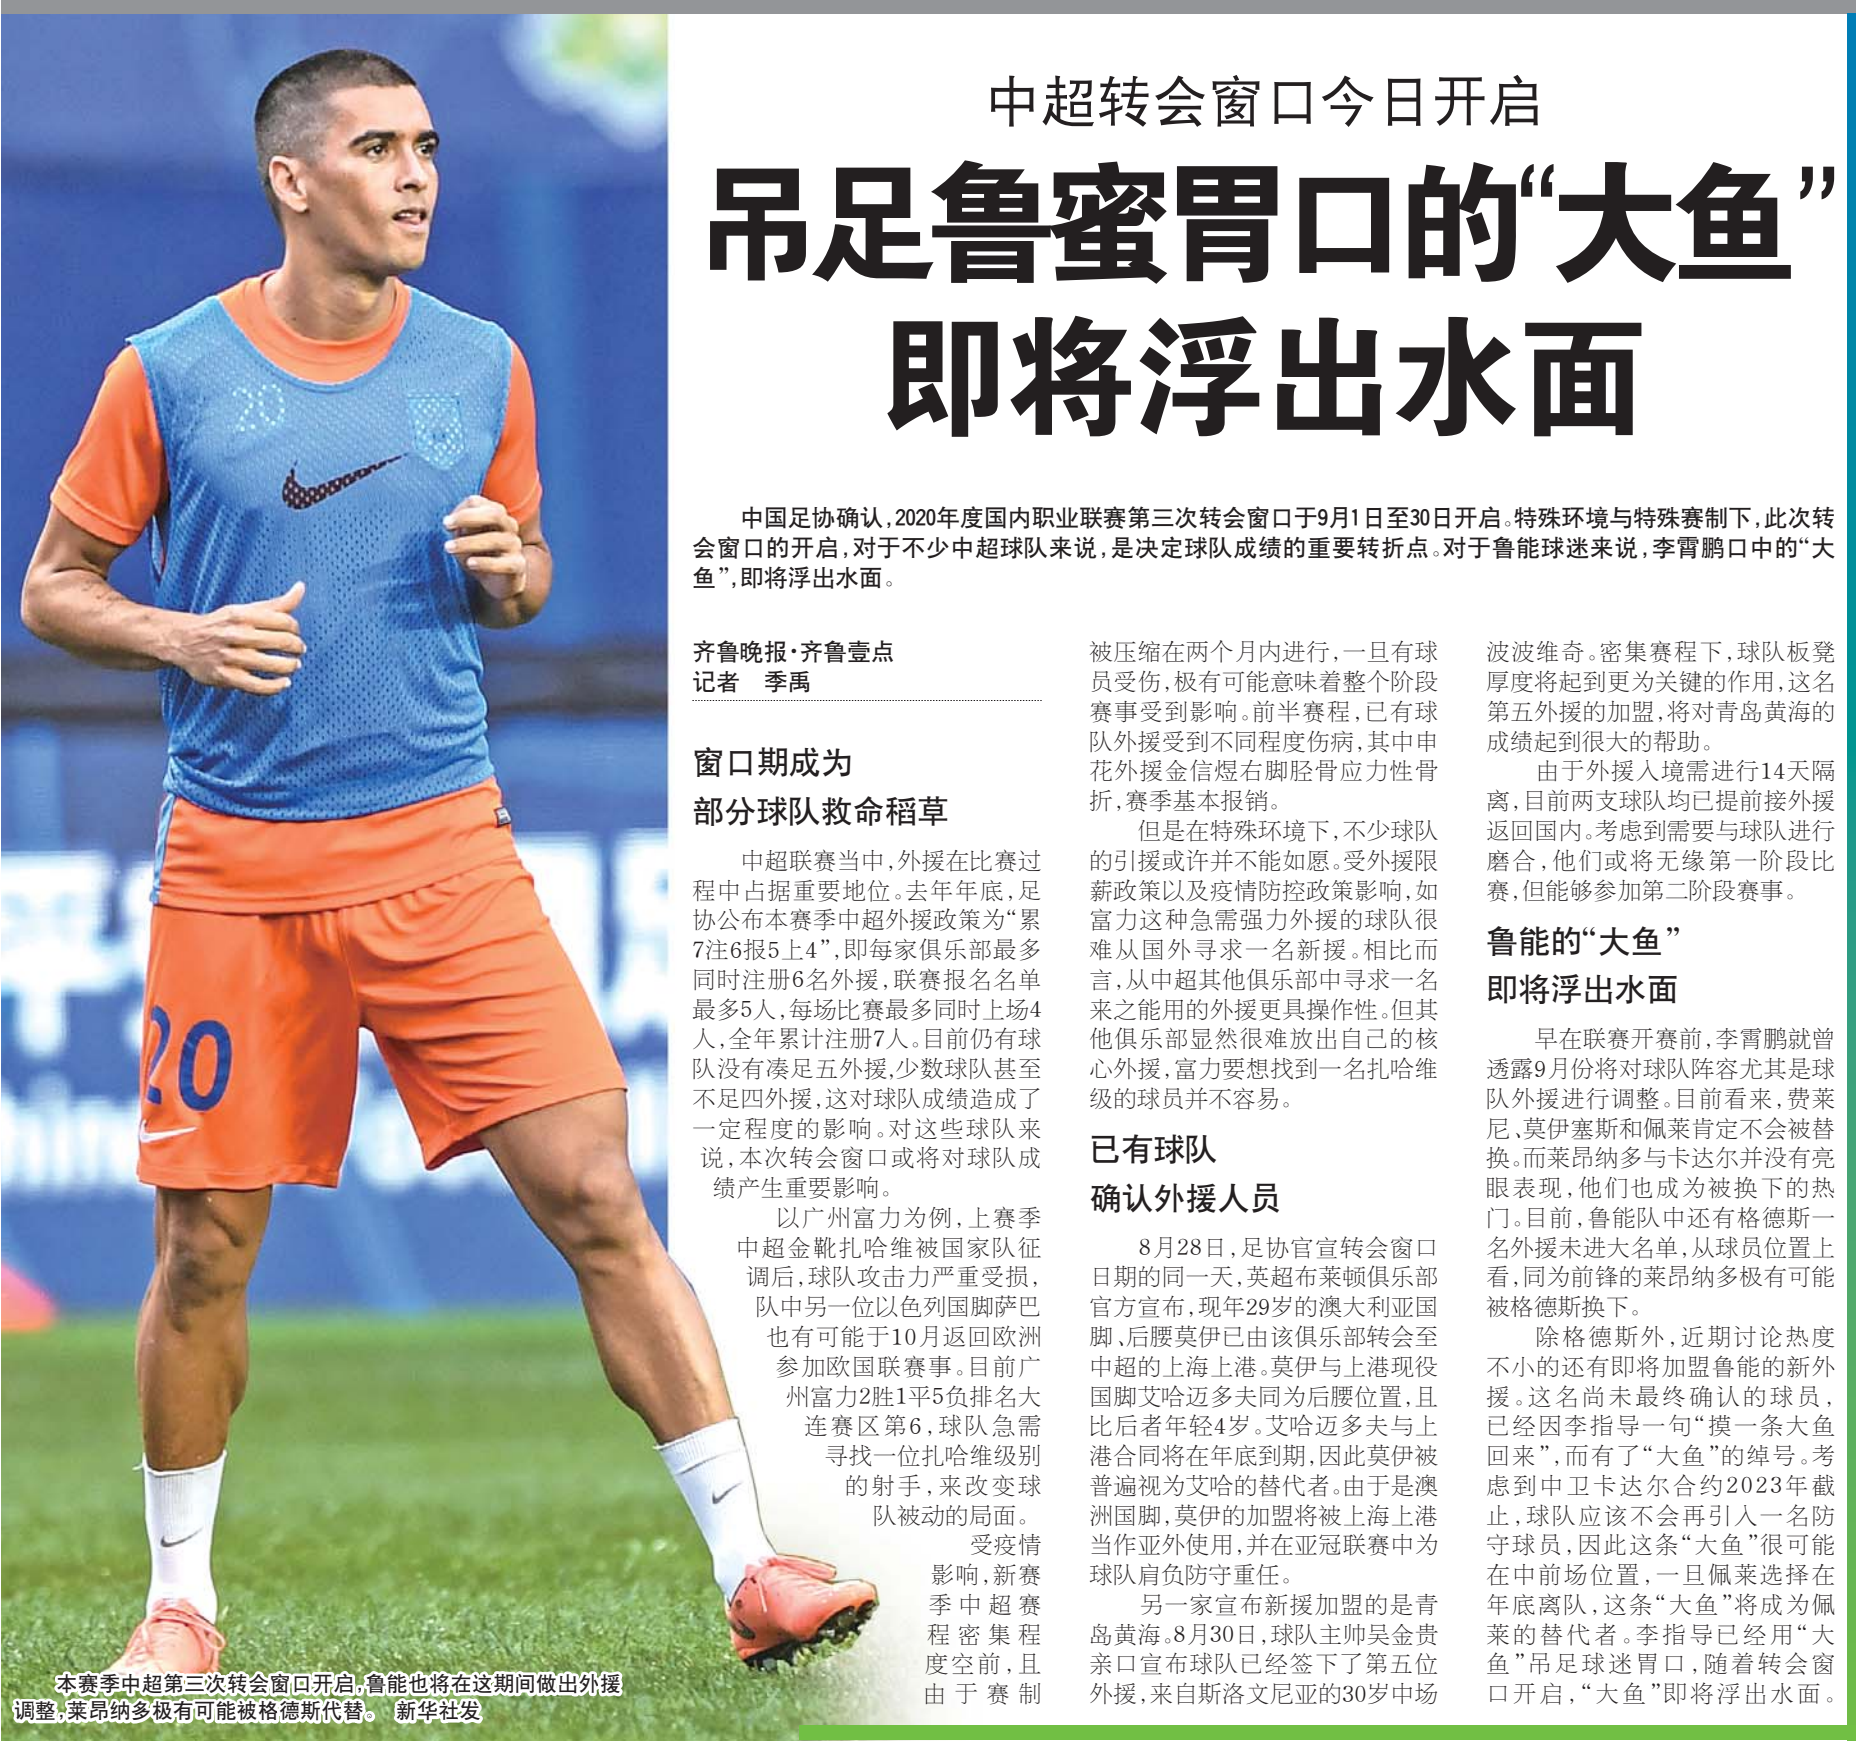 中超转会窗口今日开启
吊足鲁蜜胃口的“大鱼”
即将浮出水面
中国足协确认，2020年度国内职业联赛第三次转会窗口于9月1日至30日开启。特殊环境与特殊赛制下，此次转
会窗口的开启，对于不少中超球队来说，是决定球队成绩的重要转折点。对于鲁能球迷来说，李霄鹏口中的“大
鱼”，即将浮出水面。
齐鲁晚报·齐鲁壹点
记者 季禹
窗口期成为
部分球队救命稻草
中超联赛当中，外援在比赛过
程中占据重要地位。去年年底，足
协公布本赛季中超外援政策为“累
7注6报5上4”，即每家俱乐部最多
同时注册6名外援，联赛报名名单
最多5人，每场比赛最多同时上场4
人，全年累计注册7人。目前仍有球
队没有凑足五外援，少数球队甚至
不足四外援，这对球队成绩造成了
一定程度的影响。对这些球队来
说，本次转会窗口或将对球队成
绩产生重要影响。
以广州富力为例，上赛季
中超金靴扎哈维被国家队征
调后，球队攻击力严重受损，
队中另一位以色列国脚萨巴
也有可能于10月返回欧洲
参加欧国联赛事。目前广
州富力2胜1平5负排名大
连赛区第6，球队急需
寻找一位扎哈维级别
的射手，来改变球
队被动的局面。
受疫情
影响，新赛
季中超赛
程密集程
度空前，且
由于赛制
被压缩在两个月内进行，一旦有球
员受伤，极有可能意味着整个阶段
赛事受到影响。前半赛程，已有球
队外援受到不同程度伤病，其中申
花外援金信煜右脚胫骨应力性骨
折，赛季基本报销。
但是在特殊环境下，不少球队
的引援或许并不能如愿。受外援限
薪政策以及疫情防控政策影响，如
富力这种急需强力外援的球队很
难从国外寻求一名新援。相比而
言，从中超其他俱乐部中寻求一名
来之能用的外援更具操作性。但其
他俱乐部显然很难放出自己的核
心外援，富力要想找到一名扎哈维
级的球员并不容易。
已有球队
确认外援人员
8月28日，足协官宣转会窗口
日期的同一天，英超布莱顿俱乐部
官方宣布，现年29岁的澳大利亚国
脚、后腰莫伊已由该俱乐部转会至
中超的上海上港。莫伊与上港现役
国脚艾哈迈多夫同为后腰位置，且
比后者年轻4岁。艾哈迈多夫与上
港合同将在年底到期，因此莫伊被
普遍视为艾哈的替代者。由于是澳
洲国脚，莫伊的加盟将被上海上港
当作亚外使用，并在亚冠联赛中为
球队肩负防守重任。
另一家宣布新援加盟的是青
岛黄海。8月30日，球队主帅吴金贵
亲口宣布球队已经签下了第五位
外援，来自斯洛文尼亚的30岁中场
波波维奇。密集赛程下，球队板凳
厚度将起到更为关键的作用，这名
第五外援的加盟，将对青岛黄海的
成绩起到很大的帮助。
由于外援入境需进行14天隔
离，目前两支球队均已提前接外援
返回国内。考虑到需要与球队进行
磨合，他们或将无缘第一阶段比
赛，但能够参加第二阶段赛事。
鲁能的“大鱼”
即将浮出水面
早在联赛开赛前，李霄鹏就曾
透露9月份将对球队阵容尤其是球
队外援进行调整。目前看来，费莱
尼、莫伊塞斯和佩莱肯定不会被替
换。而莱昂纳多与卡达尔并没有亮
眼表现，他们也成为被换下的热
门。目前，鲁能队中还有格德斯一
名外援未进大名单，从球员位置上
看，同为前锋的莱昂纳多极有可能
被格德斯换下。
除格德斯外，近期讨论热度
不小的还有即将加盟鲁能的新外
援。这名尚未最终确认的球员，
已经因李指导一句“摸一条大鱼
回来”，而有了“大鱼”的绰号。考
虑到中卫卡达尔合约2023年截
止，球队应该不会再引入一名防
守球员，因此这条“大鱼”很可能
在中前场位置，一旦佩莱选择在
年底离队，这条“大鱼”将成为佩
莱的替代者。李指导已经用“大
鱼”吊足球迷胃口，随着转会窗
口开启，“大鱼”即将浮出水面。
20
20
本赛季中超第三次转会窗口开启，鲁能也将在这期间做出外援
调整，莱昂纳多极有可能被格德斯代替。 新华社发